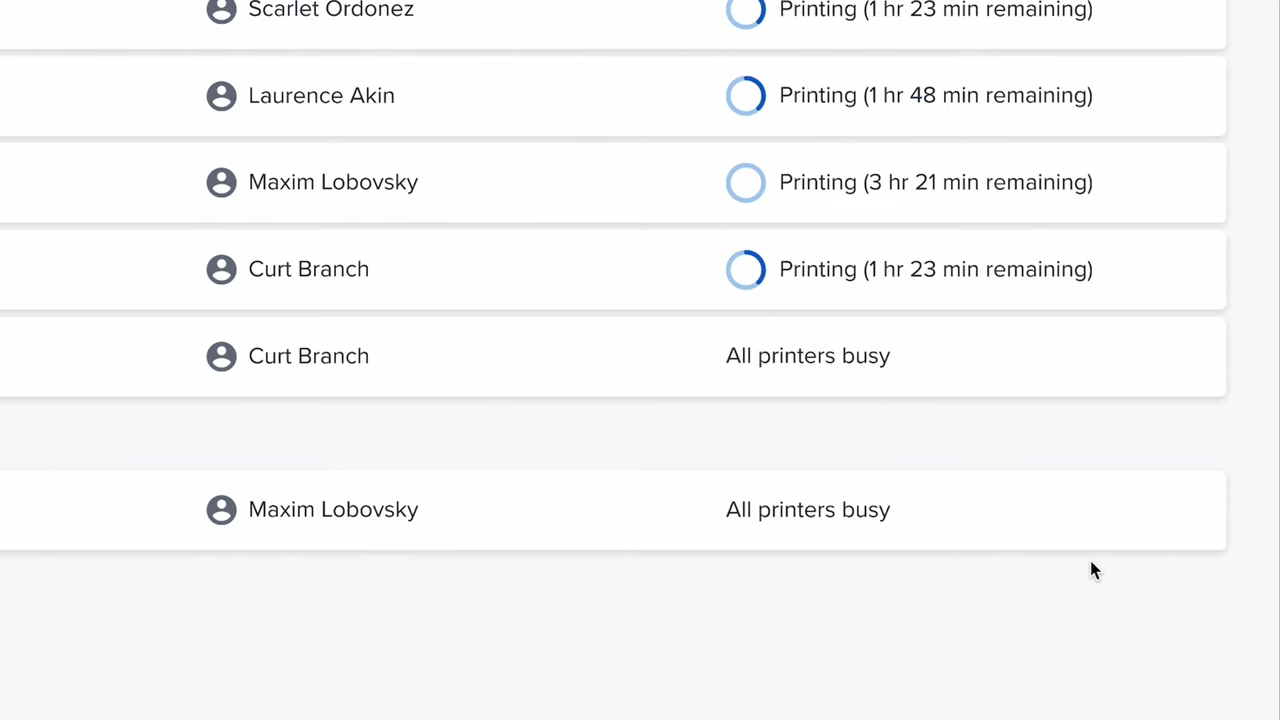 Scarlet Ordonez Printing (1 hr 23 min remaining)
Laurence Akin Printing (1 hr 48 min remaining)
Maxim Lobovsky Printing (3 hr 21 min remaining)
Curt Branch Printing (1 hr 23 min remaining)
Curt Branch All printers busy
Maxim Lobovsky All printers busy